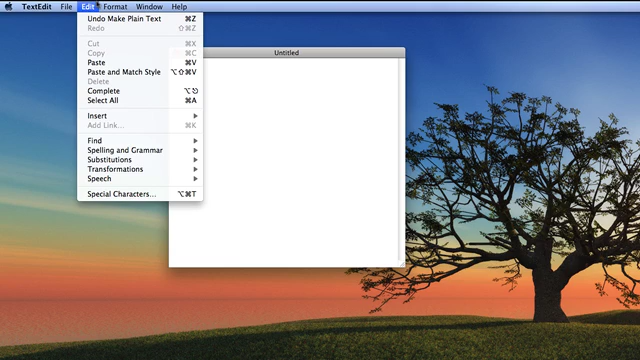 TextEdit File Edit Format Window Help
Undo Make Plain Text ⌘Z
Redo ⇧⌘Z
Cut ⌘X
Copy ⌘C
Paste ⌘V
Paste and Match Style ⌥⇧⌘V
Delete
Complete ⌥⎋
Select All ⌘A
Insert ▶
Add Link... ⌘K
Find ▶
Spelling and Grammar ▶
Substitutions ▶
Transformations ▶
Speech ▶
Special Characters... ⌥⌘T
Untitled